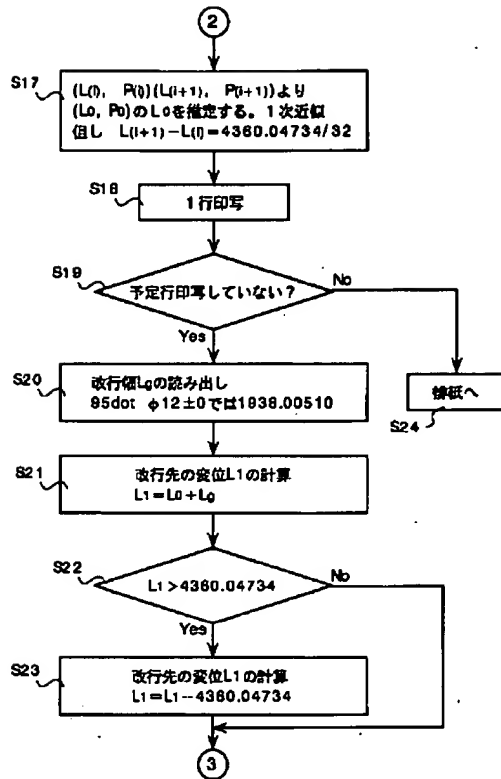 2
S17
(L(i), P(i))(L(i+1), P(i+1))より
(L0, P0)のL0を推定する。1次近似
但し L(i+1)−L(i)=4360.04734/32
S18
1行印写
S19
予定行印写していない?
No
Yes
S20
改行幅Lgの読み出し
95dot φ12±0では1938.00510
排紙へ
S24
S21
改行先の変位L1の計算
L1=L0+Lg
S22
L1>4360.04734
No
Yes
S23
改行先の変位L1の計算
L1=L1−4360.04734
3